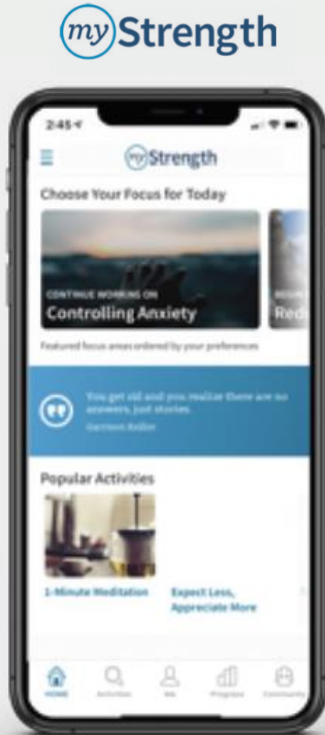 myStrength
2:45
myStrength
Choose Your Focus for Today
CONTINUE WORKING ON
Controlling Anxiety
BEGIN
Red
Featured focus areas ordered by your preferences
You get old and you realize there are no
answers, just stories.
Garrison Keillor
Popular Activities
1-Minute Meditation
Expect Less,
Appreciate More
HOME
Activities
Me
Progress
Community